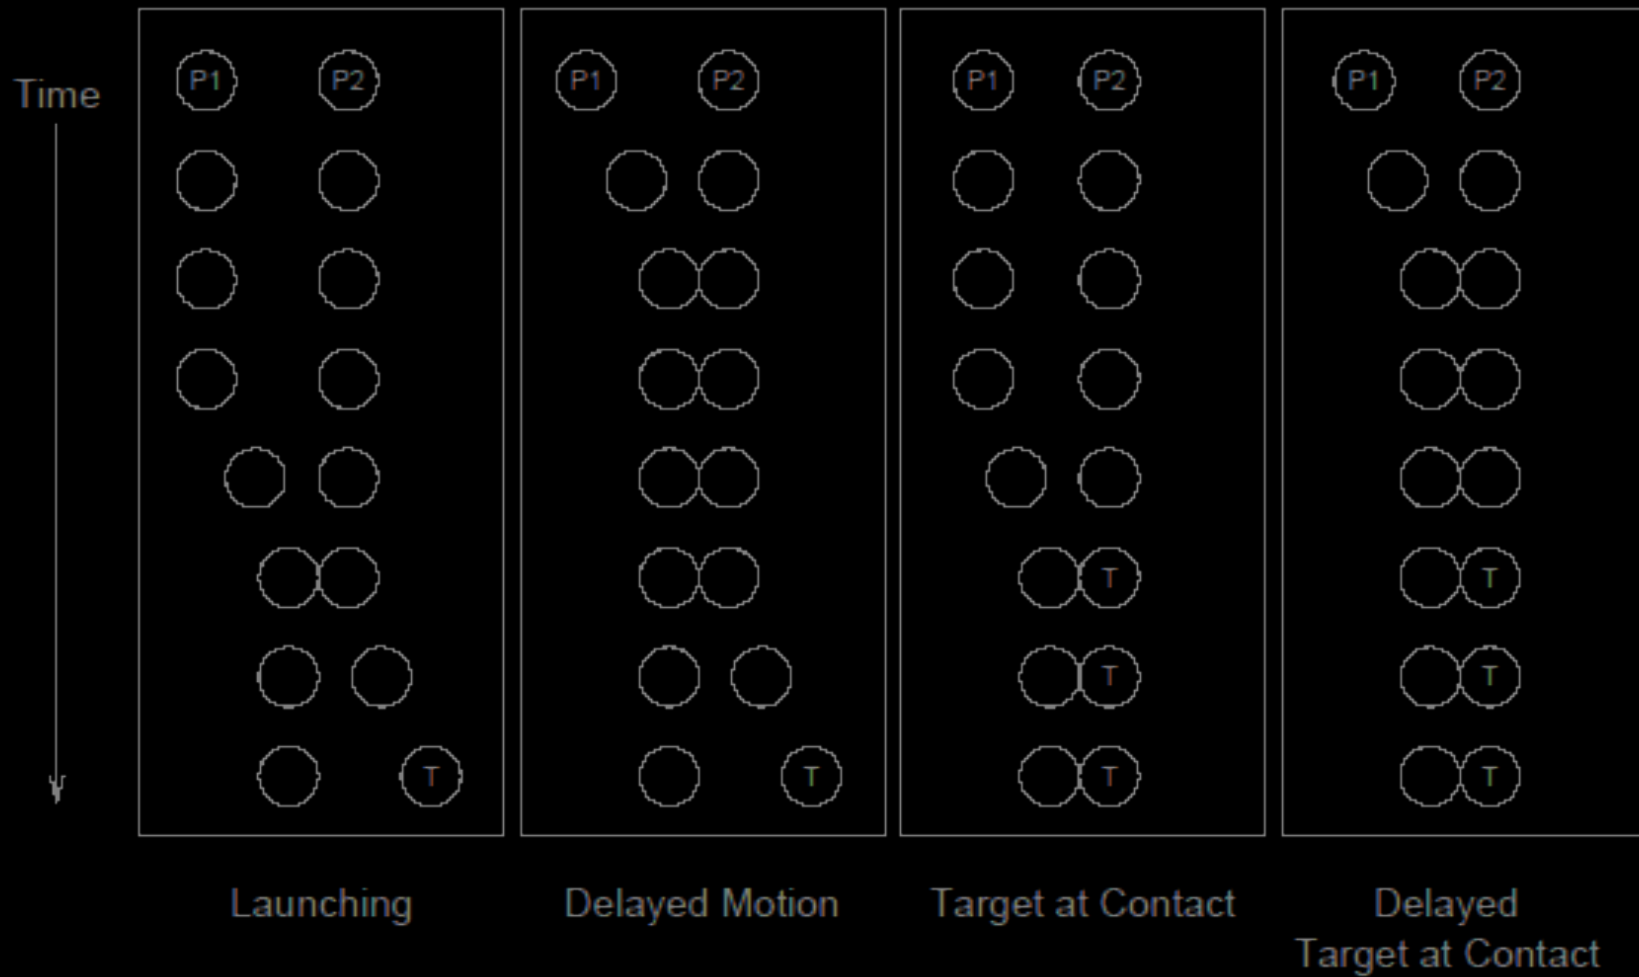 Time
P1 P2 P1 P2 P1 P2 P1 P2
T T
T T
T T T T
Launching Delayed Motion Target at Contact Delayed
Target at Contact